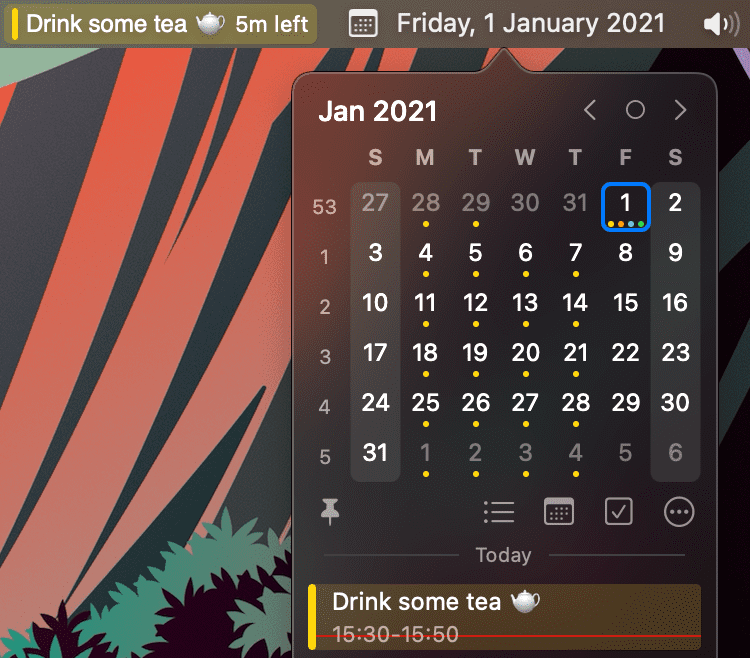 Drink some tea 🫖 5m left Friday, 1 January 2021
Jan 2021
S M T W T F S
53 27 28 29 30 31 1 2
1 3 4 5 6 7 8 9
2 10 11 12 13 14 15 16
3 17 18 19 20 21 22 23
4 24 25 26 27 28 29 30
5 31 1 2 3 4 5 6
Today
Drink some tea 🫖
15:30-15:50